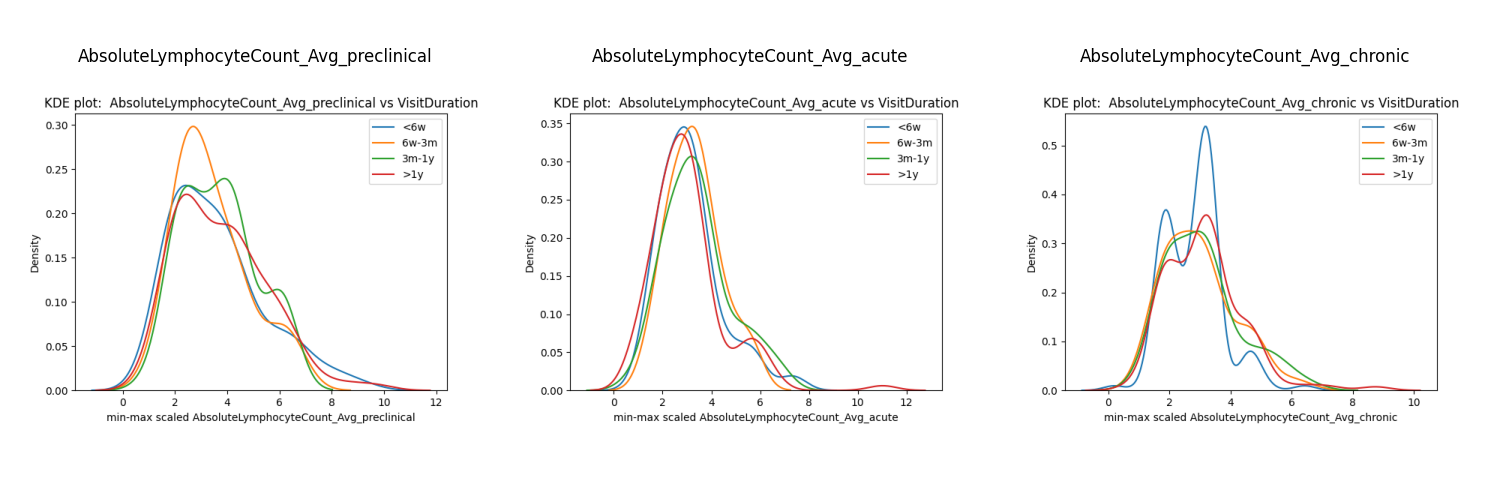 AbsoluteLymphocyteCount_Avg_preclinical
KDE plot:  AbsoluteLymphocyteCount_Avg_preclinical vs VisitDuration
<6w
6w-3m
3m-1y
>1y
0.30
0.25
0.20
0.15
0.10
0.05
0.00
Density
0 2 4 6 8 10 12
min-max scaled AbsoluteLymphocyteCount_Avg_preclinical
AbsoluteLymphocyteCount_Avg_acute
KDE plot:  AbsoluteLymphocyteCount_Avg_acute vs VisitDuration
<6w
6w-3m
3m-1y
>1y
0.35
0.30
0.25
0.20
0.15
0.10
0.05
0.00
Density
0 2 4 6 8 10 12
min-max scaled AbsoluteLymphocyteCount_Avg_acute
AbsoluteLymphocyteCount_Avg_chronic
KDE plot:  AbsoluteLymphocyteCount_Avg_chronic vs VisitDuration
<6w
6w-3m
3m-1y
>1y
0.5
0.4
0.3
0.2
0.1
0.0
Density
0 2 4 6 8 10
min-max scaled AbsoluteLymphocyteCount_Avg_chronic